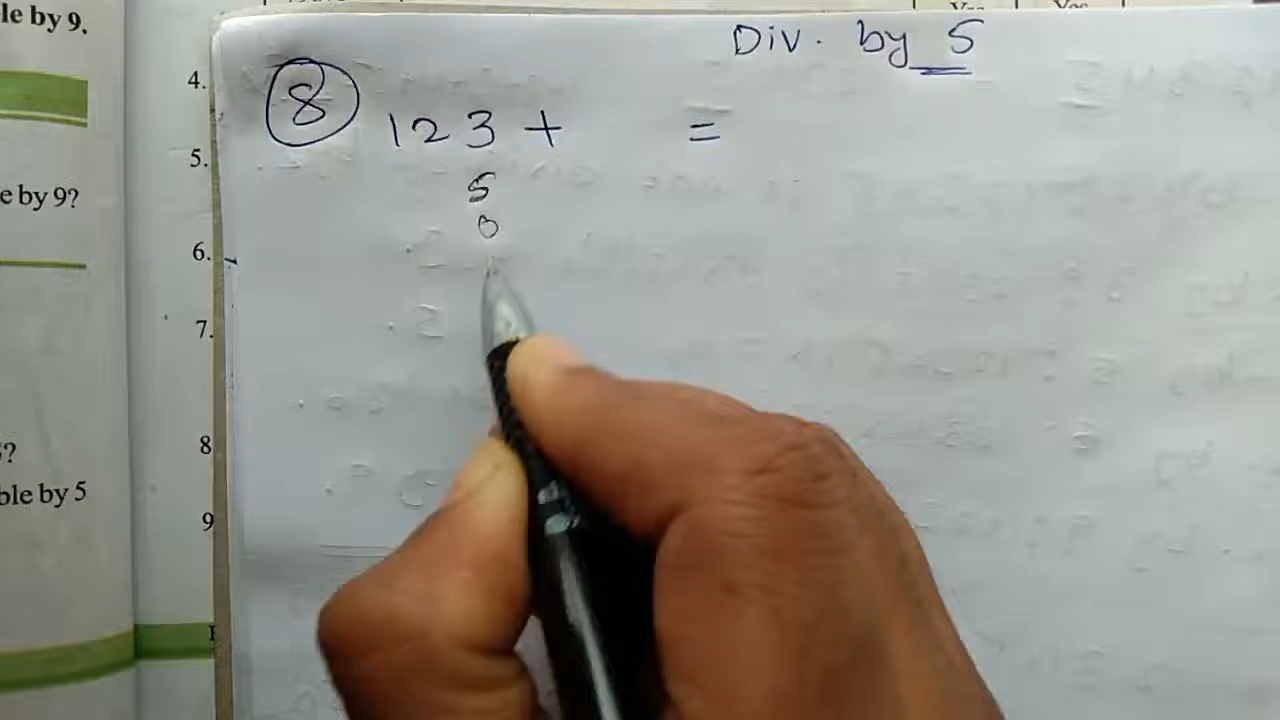 le by 9.
Div. by 5
4.
8 123 + =
5.
5
e by 9?
0
6.
7.
8
?
ble by 5
9